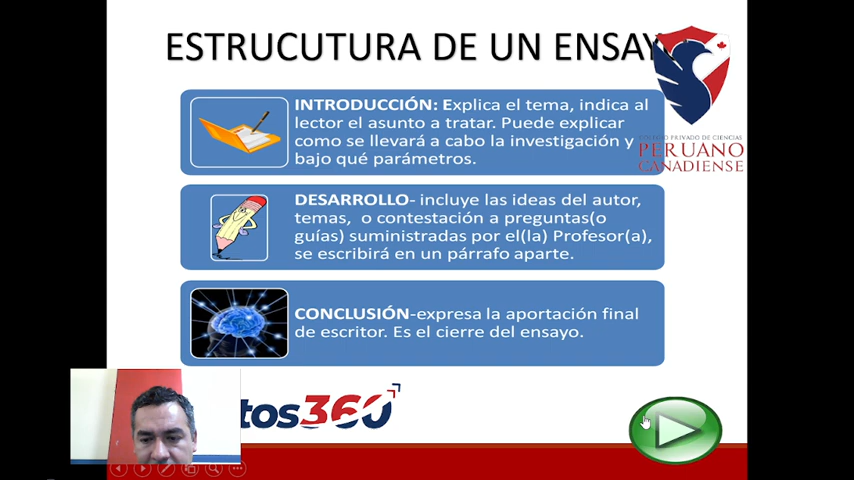 ESTRUCUTURA DE UN ENSAY
INTRODUCCIÓN: Explica el tema, indica al
lector el asunto a tratar. Puede explicar
como se llevará a cabo la investigación y
bajo qué parámetros.
PRIVADO DE CIENCIAS
PERUANO
CANADIENSE
DESARROLLO- incluye las ideas del autor,
temas, o contestación a preguntas(o
guías) suministradas por el(la) Profesor(a),
se escribirá en un párrafo aparte.
CONCLUSIÓN-expresa la aportación final
de escritor. Es el cierre del ensayo.
tos360